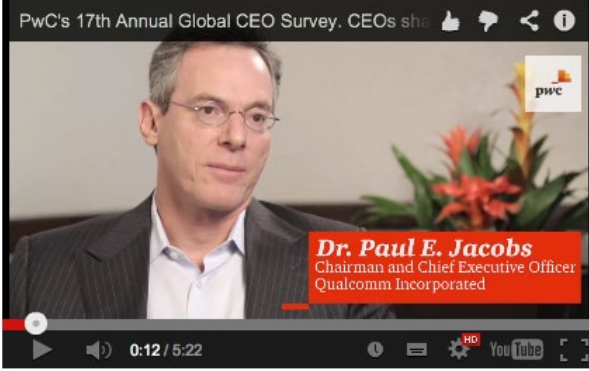 PwC's 17th Annual Global CEO Survey. CEOs sha
pwc
Dr. Paul E. Jacobs
Chairman and Chief Executive Officer
Qualcomm Incorporated
0:12 / 5:22
HD
YouTube